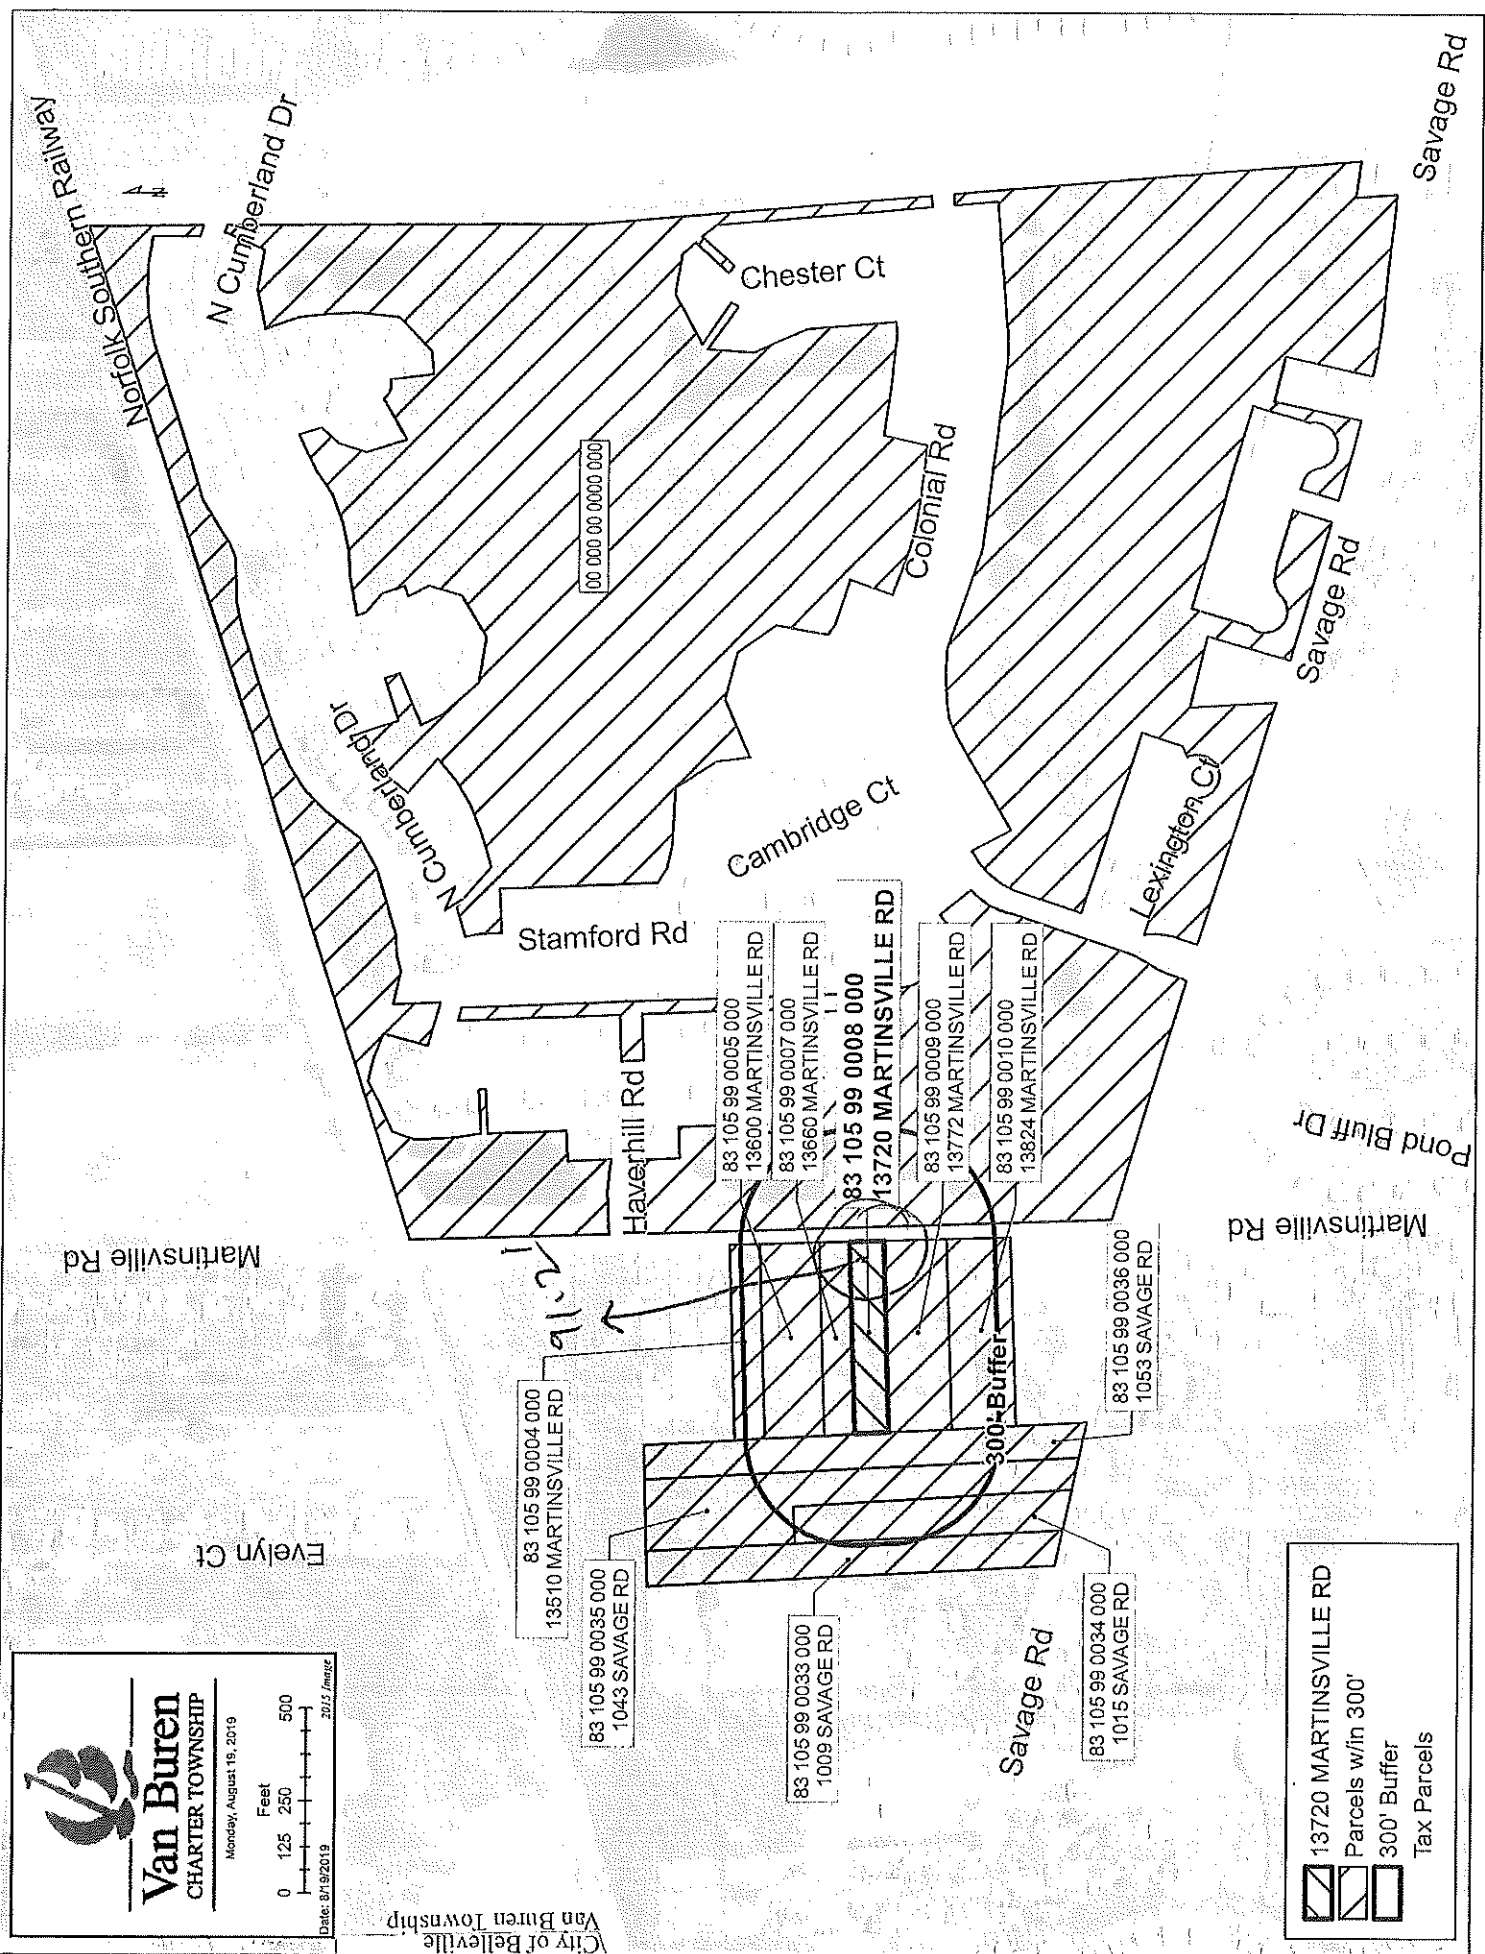 Van Buren
CHARTER TOWNSHIP
Monday, August 19, 2019
Feet
0 125 250 500
Date: 8/19/2019
2015 Image
City of Belleville
Van Buren Township
Evelyn Ct
Martinsville Rd
Norfolk Southern Railway
N
N Cumberland Dr
N Cumberland Dr
Chester Ct
00 000 00 0000 000
Colonial Rd
Cambridge Ct
Stamford Rd
Haverhill Rd
Lexington Ct
Savage Rd
Savage Rd
Savage Rd
Pond Bluff Dr
Martinsville Rd
83 105 99 0005 000
13600 MARTINSVILLE RD
83 105 99 0007 000
13660 MARTINSVILLE RD
83 105 99 0008 000
13720 MARTINSVILLE RD
83 105 99 0009 000
13772 MARTINSVILLE RD
83 105 99 0010 000
13824 MARTINSVILLE RD
91.21
83 105 99 0004 000
13510 MARTINSVILLE RD
83 105 99 0035 000
1043 SAVAGE RD
83 105 99 0033 000
1009 SAVAGE RD
83 105 99 0034 000
1015 SAVAGE RD
83 105 99 0036 000
1053 SAVAGE RD
300' Buffer
13720 MARTINSVILLE RD
Parcels w/in 300'
300' Buffer
Tax Parcels